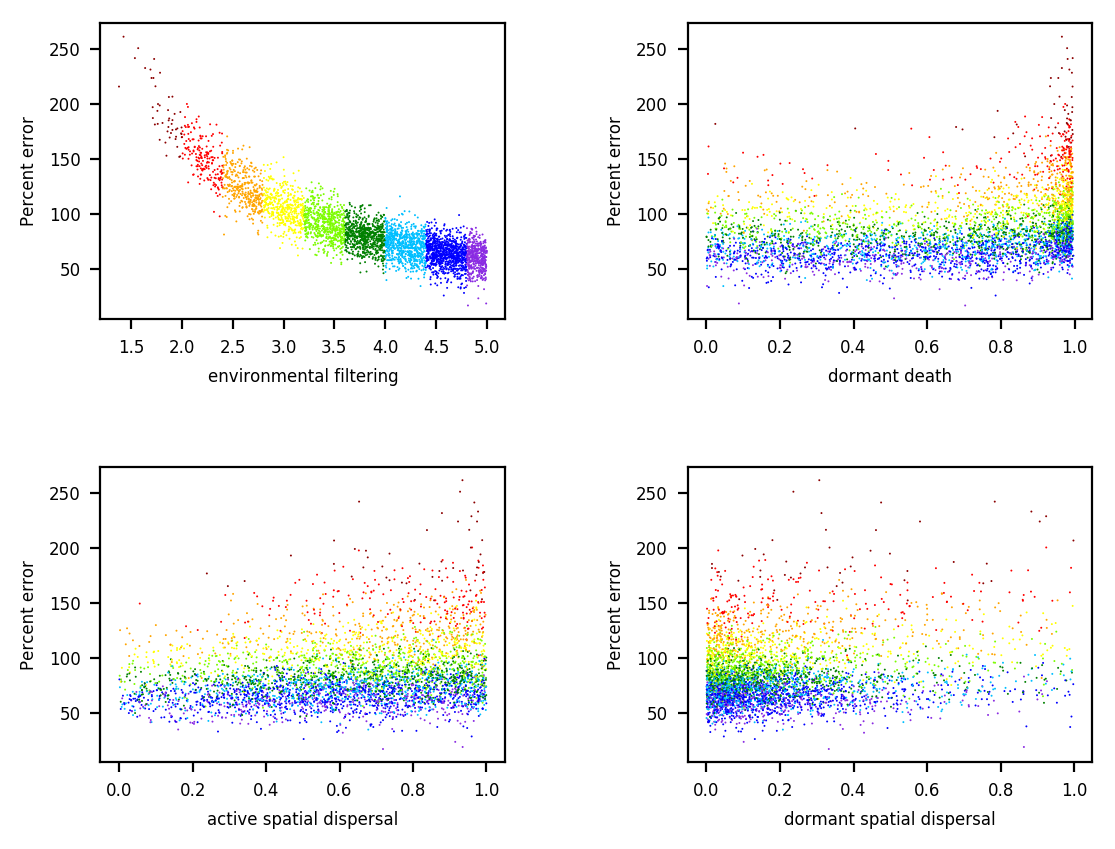 250
200
150
100
50
Percent error
1.5 2.0 2.5 3.0 3.5 4.0 4.5 5.0
environmental filtering
250
200
150
100
50
Percent error
0.0 0.2 0.4 0.6 0.8 1.0
dormant death
250
200
150
100
50
Percent error
0.0 0.2 0.4 0.6 0.8 1.0
active spatial dispersal
250
200
150
100
50
Percent error
0.0 0.2 0.4 0.6 0.8 1.0
dormant spatial dispersal